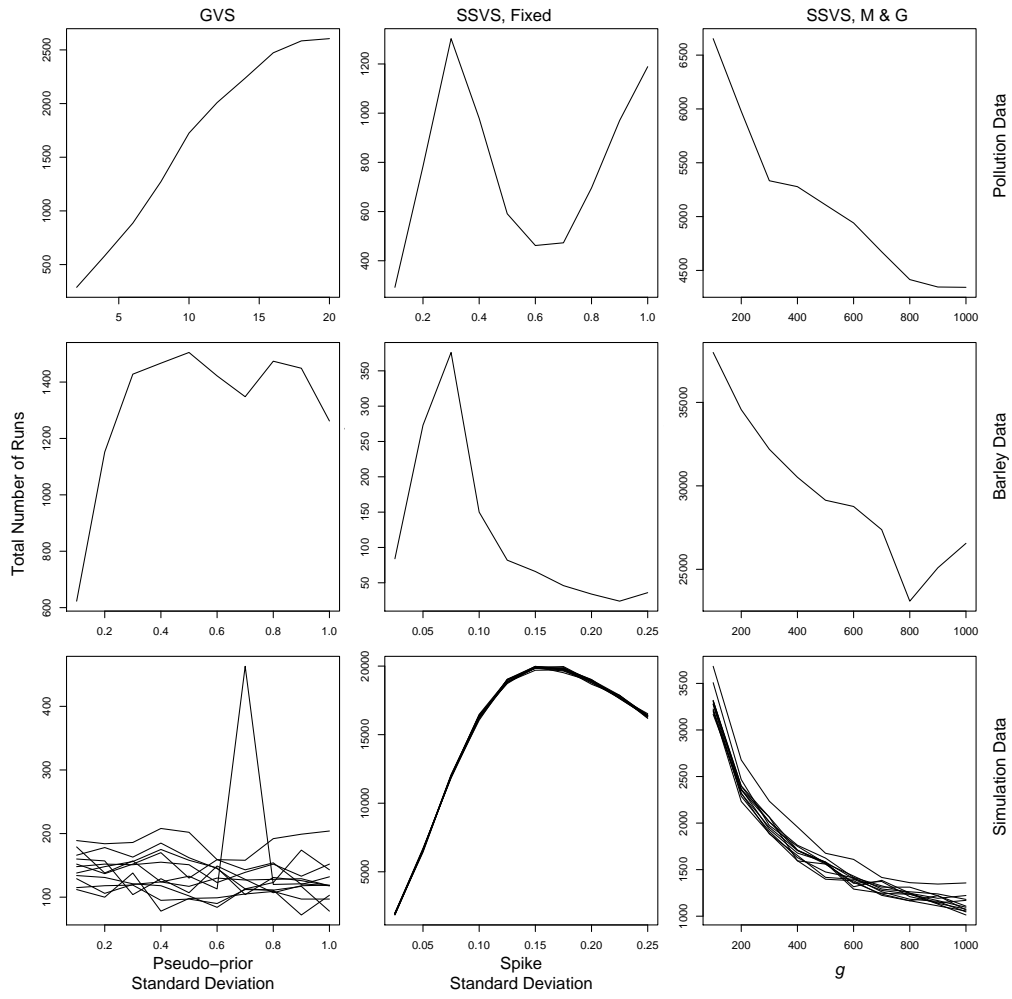 GVS
SSVS, Fixed
SSVS, M & G
500 1000 1500 2000 2500
5 10 15 20
400 600 800 1000 1200
0.2 0.4 0.6 0.8 1.0
4500 5000 5500 6000 6500
200 400 600 800 1000
Pollution Data
Total Number of Runs
600 800 1000 1200 1400
0.2 0.4 0.6 0.8 1.0
50 100 150 200 250 300 350
0.05 0.10 0.15 0.20 0.25
25000 30000 35000
200 400 600 800 1000
Barley Data
100 200 300 400
0.2 0.4 0.6 0.8 1.0
Pseudo−prior
Standard Deviation
5000 10000 15000 20000
0.05 0.10 0.15 0.20 0.25
Spike
Standard Deviation
1000 1500 2000 2500 3000 3500
200 400 600 800 1000
g
Simulation Data